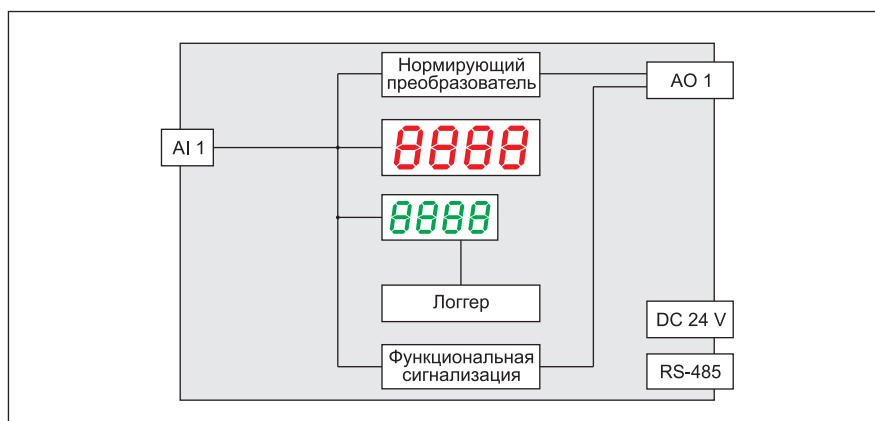 Нормирующий
преобразователь
AO 1
AI 1
8888
8888
Логгер
DC 24 V
Функциональная
сигнализация
RS-485